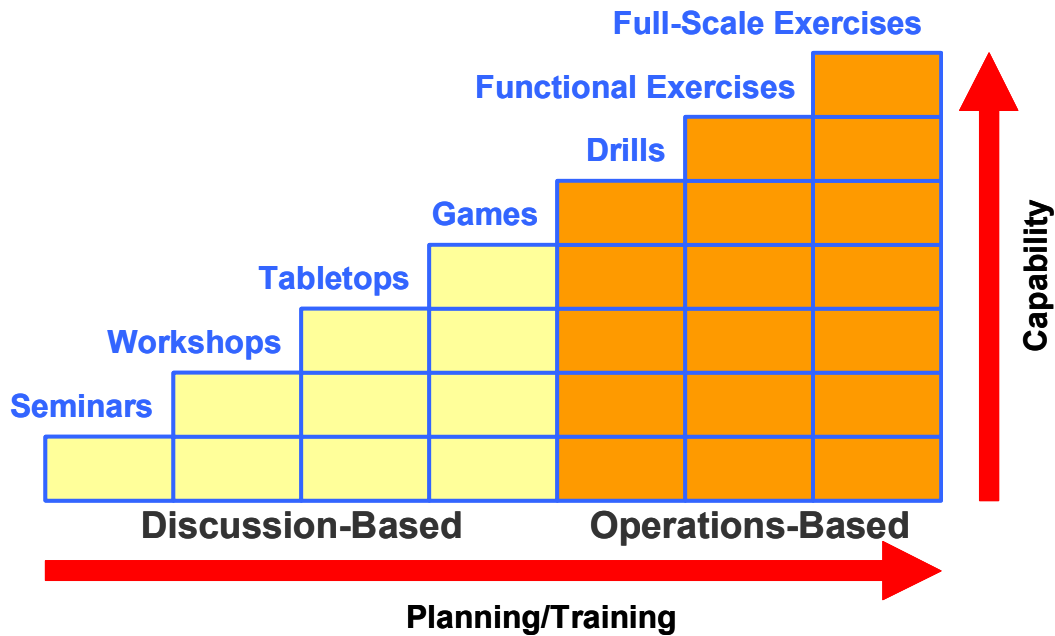 Full-Scale Exercises
Functional Exercises
Drills
Games
Tabletops
Workshops
Seminars
Capability
Discussion-Based
Operations-Based
Planning/Training